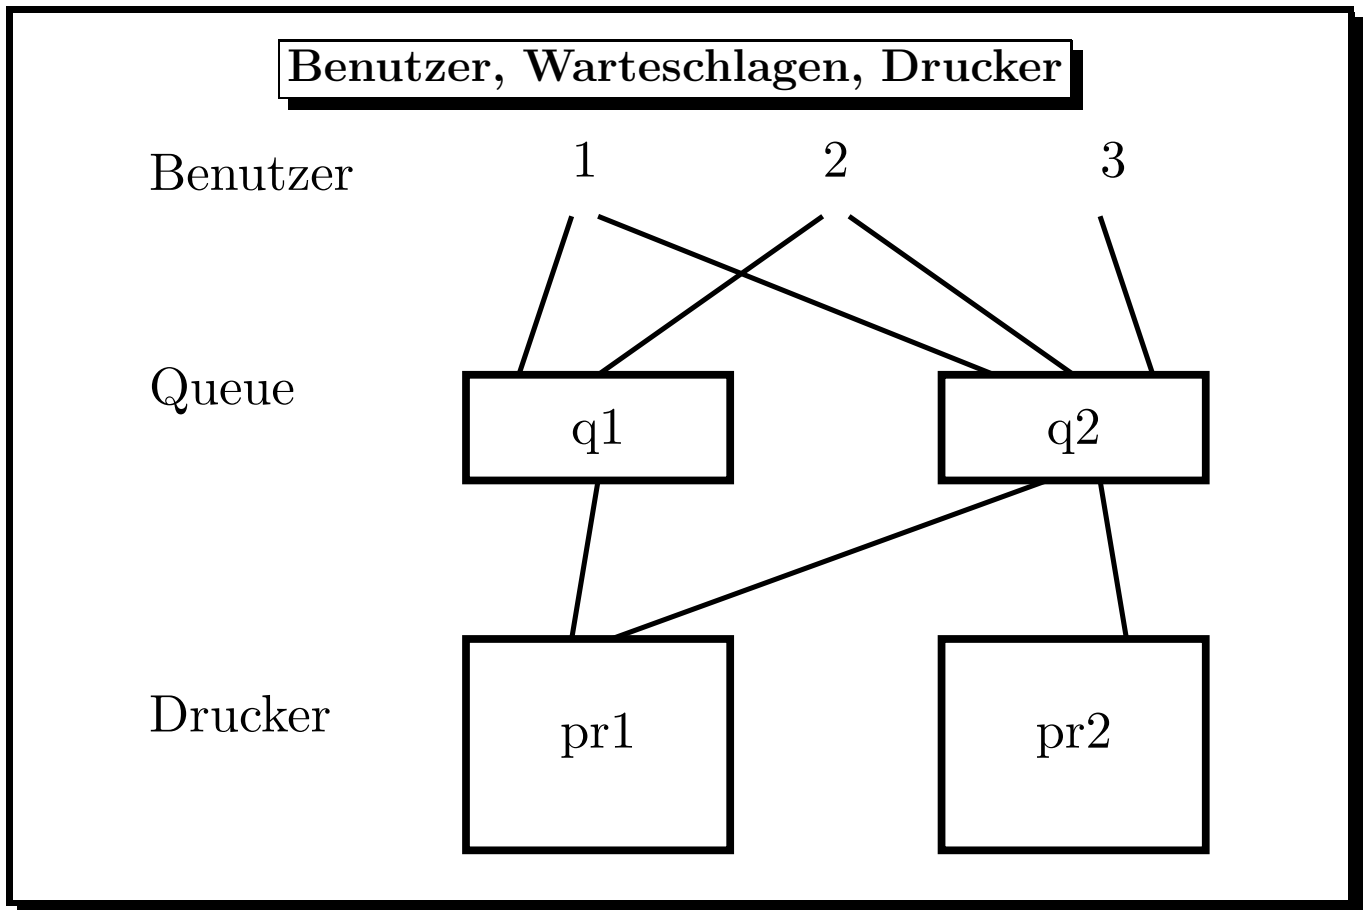 Benutzer, Warteschlagen, Drucker
Benutzer 1 2 3
Queue
q1 q2
Drucker
pr1 pr2